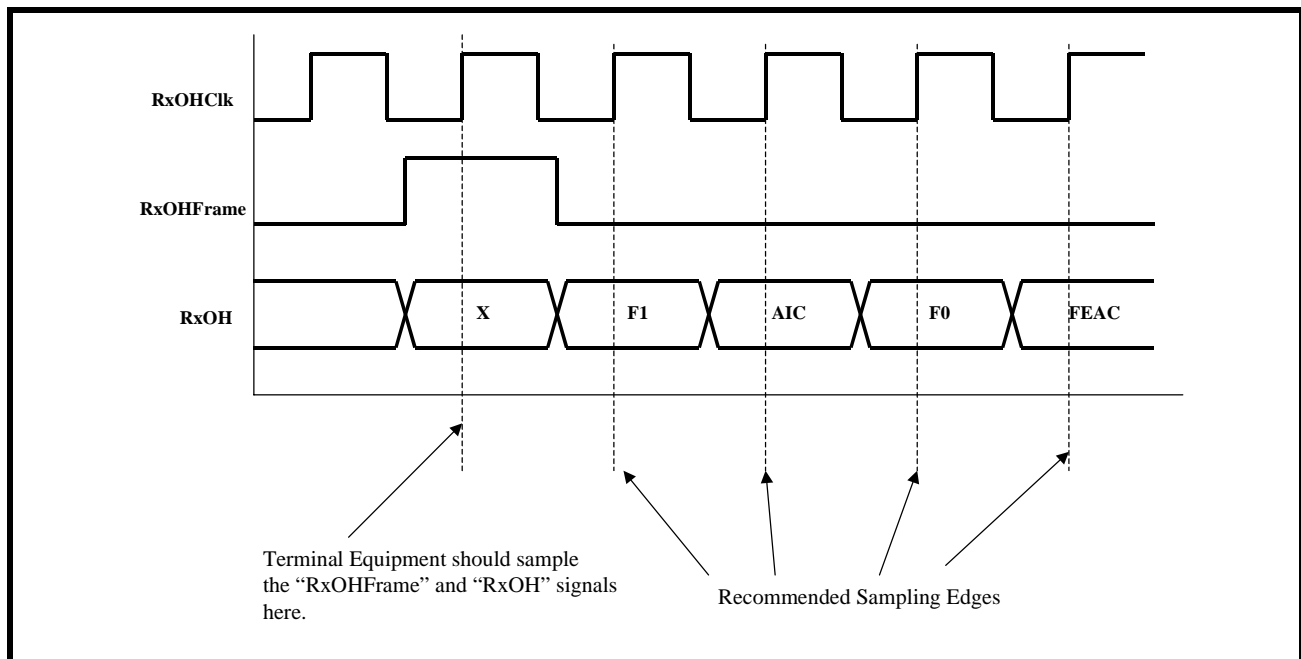 RxOHClk
RxOHFrame
RxOH
X
F1
AIC
F0
FEAC
Terminal Equipment should sample
the “RxOHFrame” and “RxOH” signals
here.
Recommended Sampling Edges